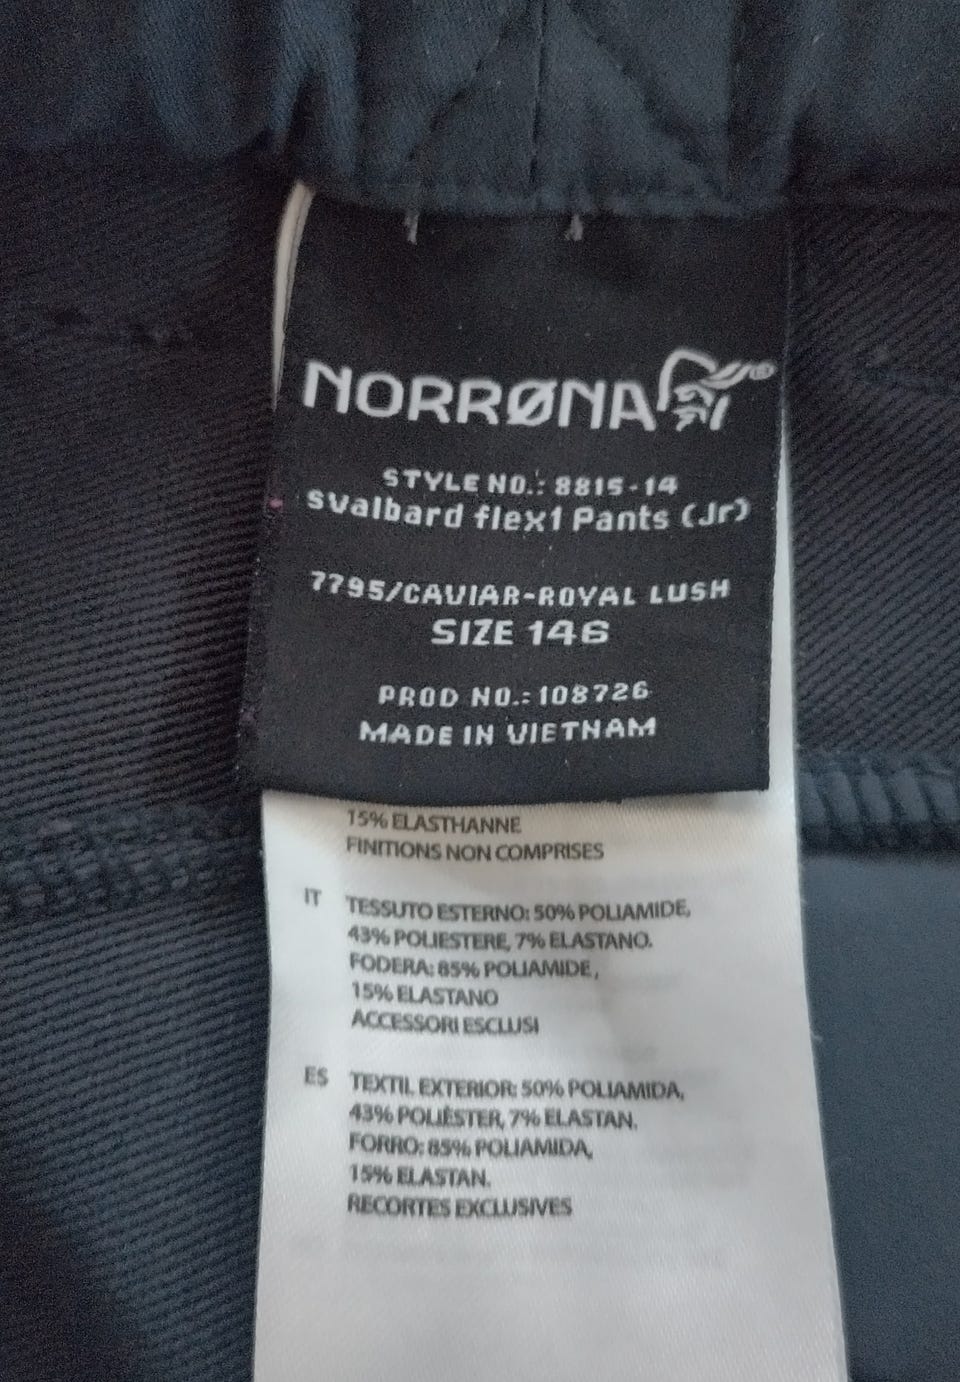 NORRØNA®
STYLE NO.: 8815-14
svalbard flex1 Pants (Jr)
7795/CAVIAR-ROYAL LUSH
SIZE 146
PROD NO.: 108726
MADE IN VIETNAM
15% ELASTHANNE
FINITIONS NON COMPRISES
IT TESSUTO ESTERNO: 50% POLIAMIDE,
43% POLIESTERE, 7% ELASTANO.
FODERA: 85% POLIAMIDE,
15% ELASTANO
ACCESSORI ESCLUSI
ES TEXTIL EXTERIOR: 50% POLIAMIDA,
43% POLIÈSTER, 7% ELASTAN.
FORRO: 85% POLIAMIDA,
15% ELASTAN.
RECORTES EXCLUSIVES